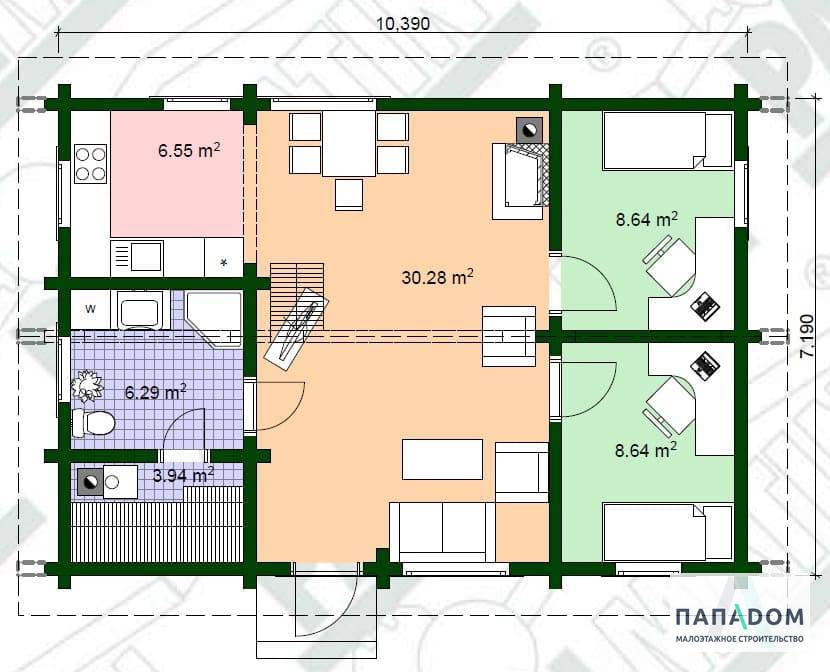 10,390
6.55 m²
8.64 m²
30.28 m²
*
W
7,190
6.29 m²
3.94 m²
8.64 m²
ПАПАДОМ
МАЛОЭТАЖНОЕ СТРОИТЕЛЬСТВО